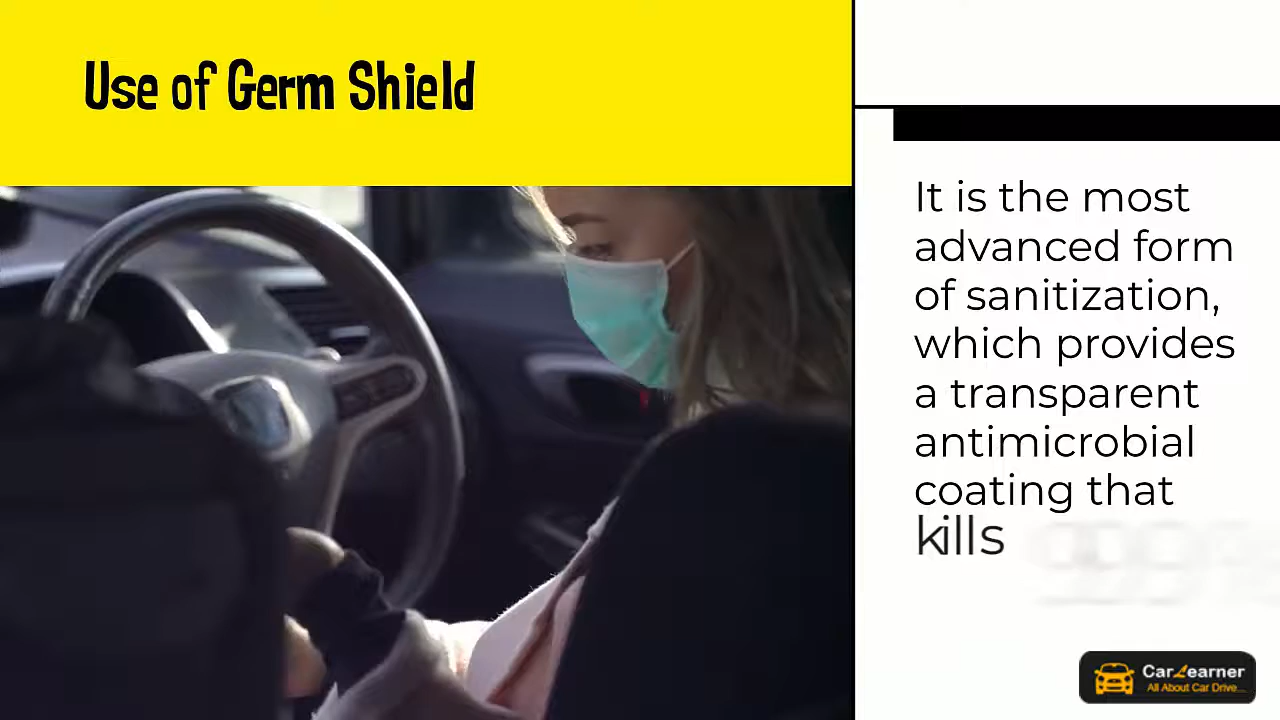 Use of Germ Shield
It is the most
advanced form
of sanitization,
which provides
a transparent
antimicrobial
coating that
kills
CarLearner
All About Car Drive...